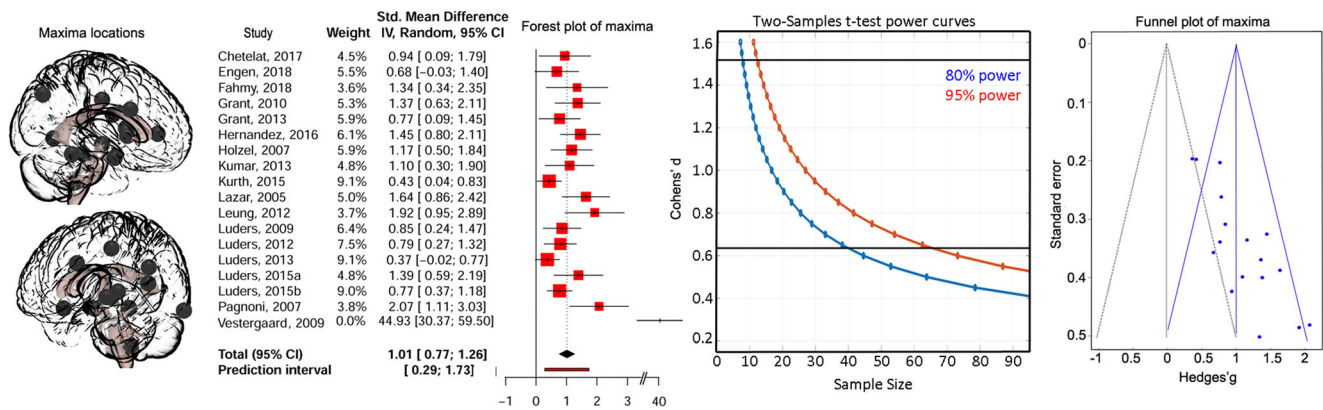 Maxima locations
Study Weight Std. Mean Difference IV, Random, 95% CI
Chetelat, 2017 4.5% 0.94 [ 0.09; 1.79]
Engen, 2018 5.5% 0.68 [−0.03; 1.40]
Fahmy, 2018 3.6% 1.34 [ 0.34; 2.35]
Grant, 2010 5.3% 1.37 [ 0.63; 2.11]
Grant, 2013 5.9% 0.77 [ 0.09; 1.45]
Hernandez, 2016 6.1% 1.45 [ 0.80; 2.11]
Holzel, 2007 5.9% 1.17 [ 0.50; 1.84]
Kumar, 2013 4.8% 1.10 [ 0.30; 1.90]
Kurth, 2015 9.1% 0.43 [ 0.04; 0.83]
Lazar, 2005 5.0% 1.64 [ 0.86; 2.42]
Leung, 2012 3.7% 1.92 [ 0.95; 2.89]
Luders, 2009 6.4% 0.85 [ 0.24; 1.47]
Luders, 2012 7.5% 0.79 [ 0.27; 1.32]
Luders, 2013 9.1% 0.37 [−0.02; 0.77]
Luders, 2015a 4.8% 1.39 [ 0.59; 2.19]
Luders, 2015b 9.0% 0.77 [ 0.37; 1.18]
Pagnoni, 2007 3.8% 2.07 [ 1.11; 3.03]
Vestergaard, 2009 0.0% 44.93 [30.37; 59.50]
Total (95% CI) 1.01 [ 0.77; 1.26]
Prediction interval [ 0.29; 1.73]
Forest plot of maxima
−1 0 1 2 3 40
Two-Samples t-test power curves
80% power
95% power
Cohens' d
1.6
1.4
1.2
1.0
0.8
0.6
0.4
0.2
10 20 30 40 50 60 70 80 90
Sample Size
Funnel plot of maxima
Standard error
0
0.1
0.2
0.3
0.4
0.5
-1 0 0.5 1 0 2
Hedges'g